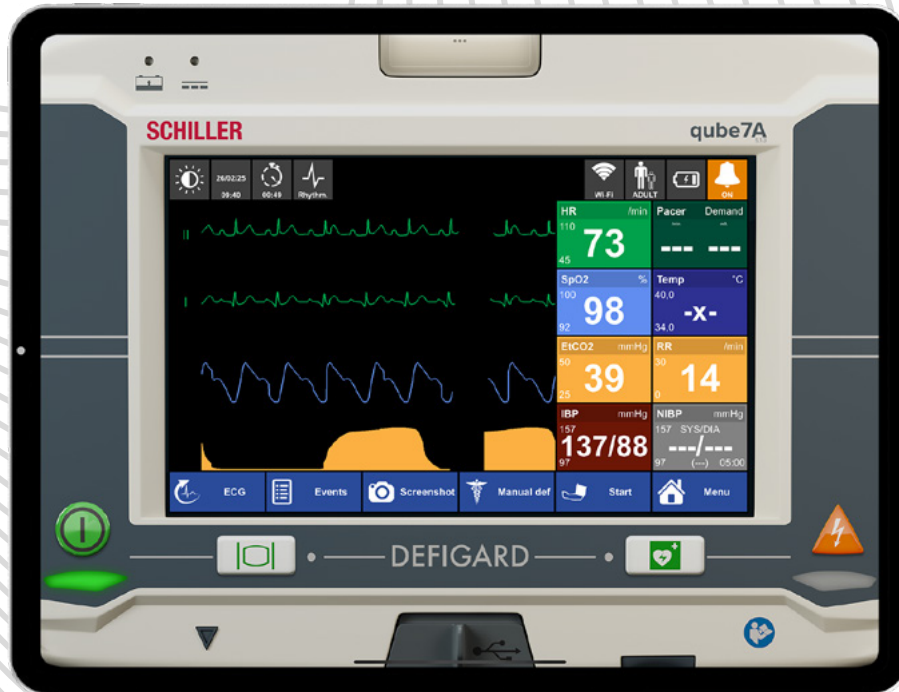 SCHILLER
qube7A
26/02/25
09:40
00:49
Rhythm
Wi-Fi
ADULT
ON
HR /min
110
73
45
Pacer Demand
-- --
--- ---
SpO2 %
100
98
92
Temp °C
40,0
-x-
34,0
EtCO2 mmHg
50
39
25
RR /min
30
14
0
IBP mmHg
157
137/88
97
NIBP mmHg
157 SYS/DIA
---/---
97 (---) 05:00
II
I
ECG
Events
Screenshot
Manual def
Start
Menu
DEFIGARD